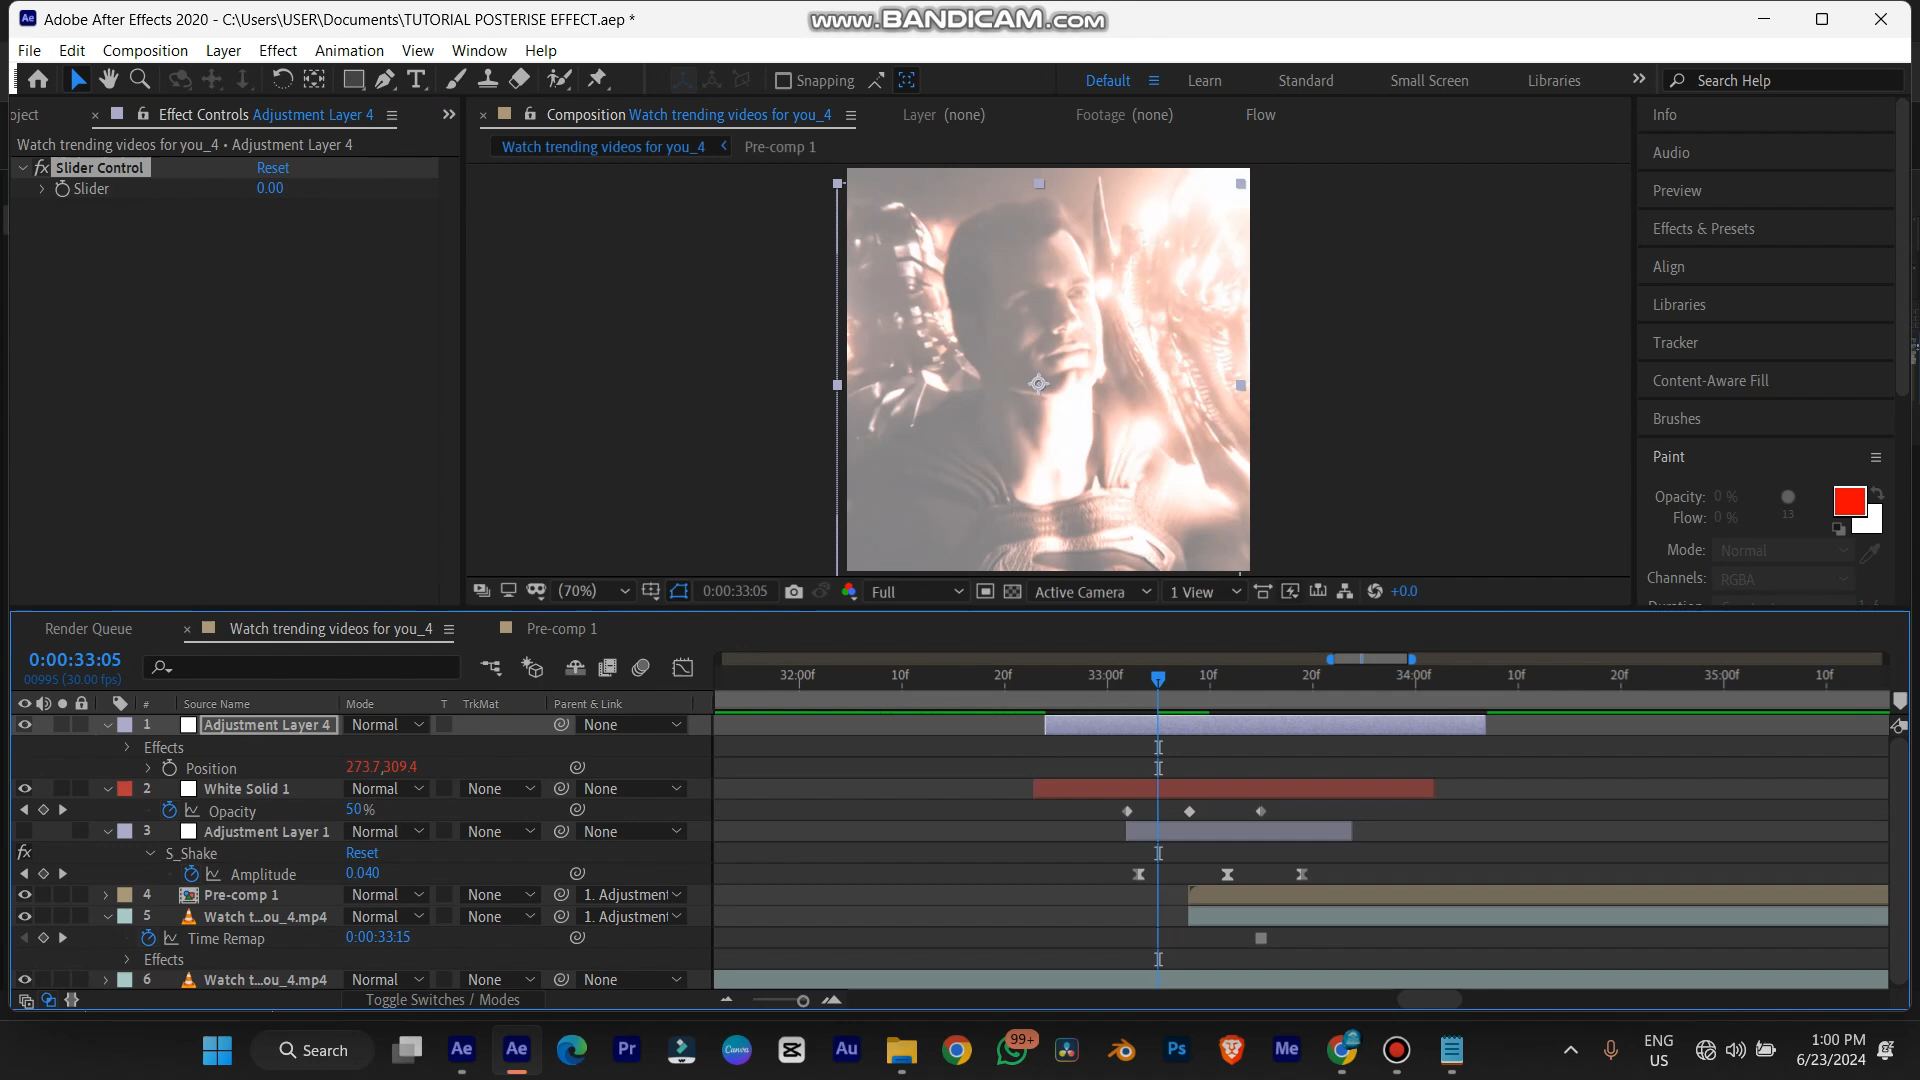 Adobe After Effects 2020 - C:\Users\USER\Documents\TUTORIAL POSTERISE EFFECT.aep *
www.BANDICAM.com
File Edit Composition Layer Effect Animation View Window Help
Snapping
Default Learn Standard Small Screen Libraries
Search Help
oject
Effect Controls Adjustment Layer 4
Composition Watch trending videos for you_4
Layer (none)
Footage (none)
Flow
Watch trending videos for you_4 • Adjustment Layer 4
Watch trending videos for you_4
Pre-comp 1
fx Slider Control Reset
Slider 0.00
Info
Audio
Preview
Effects & Presets
Align
Libraries
Tracker
Content-Aware Fill
Brushes
Paint
Opacity: 0 %
Flow: 0 %
13
Mode: Normal
Channels: RGBA
(70%) 0:00:33:05 Full Active Camera 1 View +0.0
Render Queue
Watch trending videos for you_4
Pre-comp 1
0:00:33:05
00995 (30.00 fps)
32:00f 10f 20f 33:00f 10f 20f 34:00f 10f 20f 35:00f 10f
# Source Name Mode T TrkMat Parent & Link
1 Adjustment Layer 4 Normal None
Effects
Position 273.7,309.4
2 White Solid 1 Normal None None
Opacity 50 %
3 Adjustment Layer 1 Normal None None
fx S_Shake Reset
Amplitude 0.040
4 Pre-comp 1 Normal None 1. Adjustment
5 Watch t...ou_4.mp4 Normal None 1. Adjustment
Time Remap 0:00:33:15
Effects
6 Watch t...ou_4.mp4 Normal None None
Toggle Switches / Modes
Search
Ae Ae Pr Au 99+ Ps Me
ENG
US
1:00 PM
6/23/2024